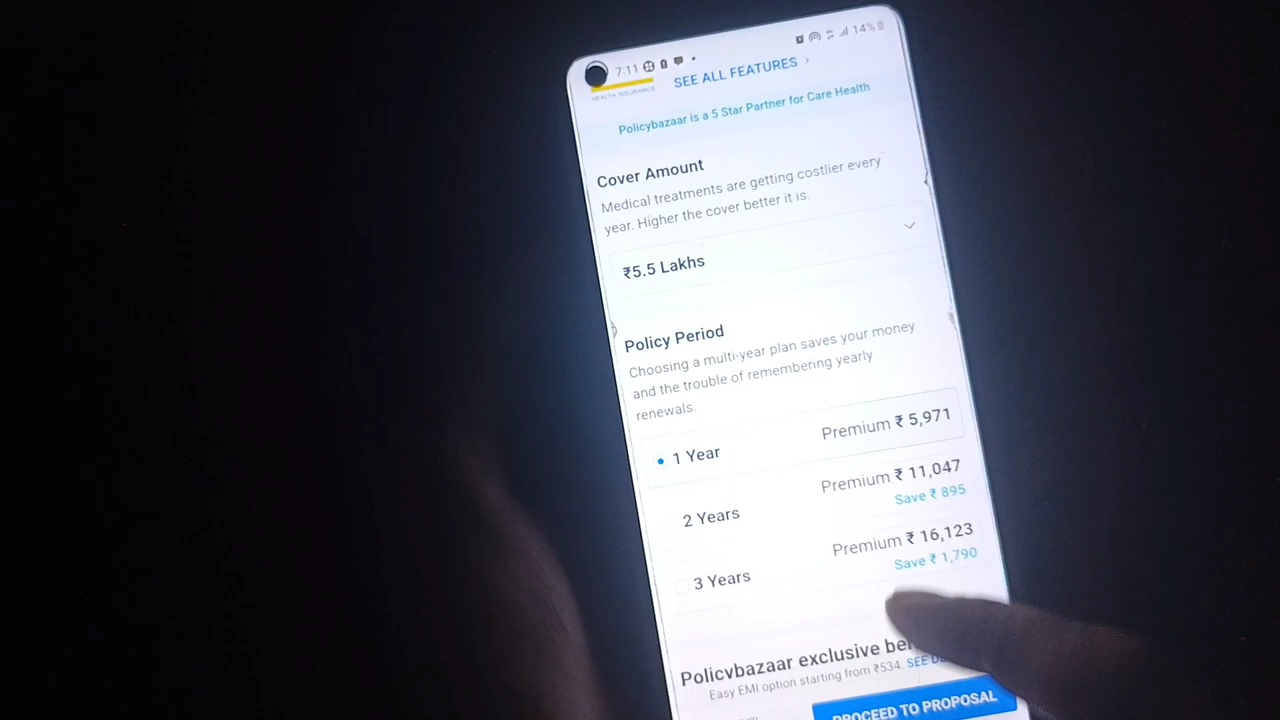 7:11
14%
HEALTH INSURANCE
SEE ALL FEATURES
Policybazaar is a 5 Star Partner for Care Health
Cover Amount
Medical treatments are getting costlier every
year. Higher the cover better it is.
₹5.5 Lakhs
Policy Period
Choosing a multi-year plan saves your money
and the trouble of remembering yearly
renewals.
1 Year Premium ₹ 5,971
2 Years Premium ₹ 11,047
Save ₹ 895
3 Years Premium ₹ 16,123
Save ₹ 1,790
Policybazaar exclusive
Easy EMI option starting from ₹534. SEE
PROCEED TO PROPOSAL